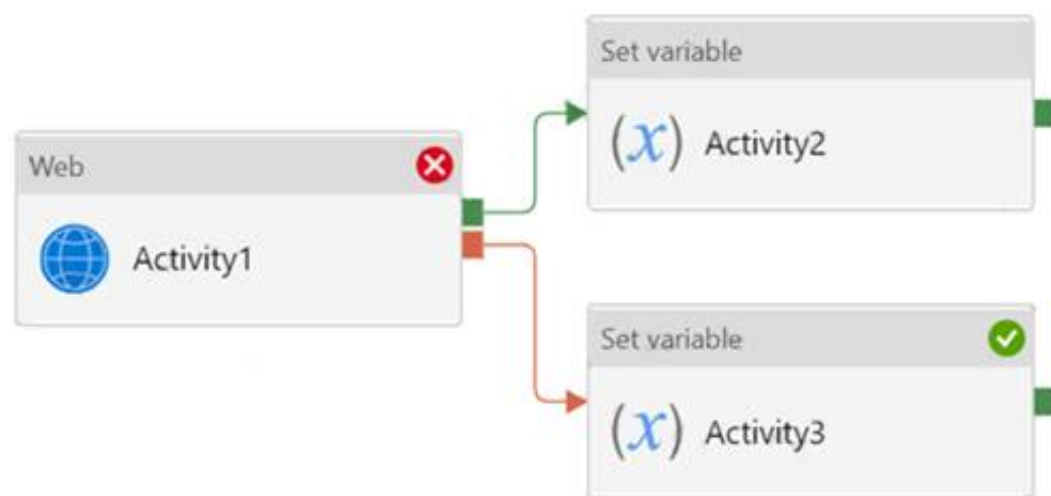 Set variable
(x) Activity2
Web
Activity1
Set variable
(x) Activity3